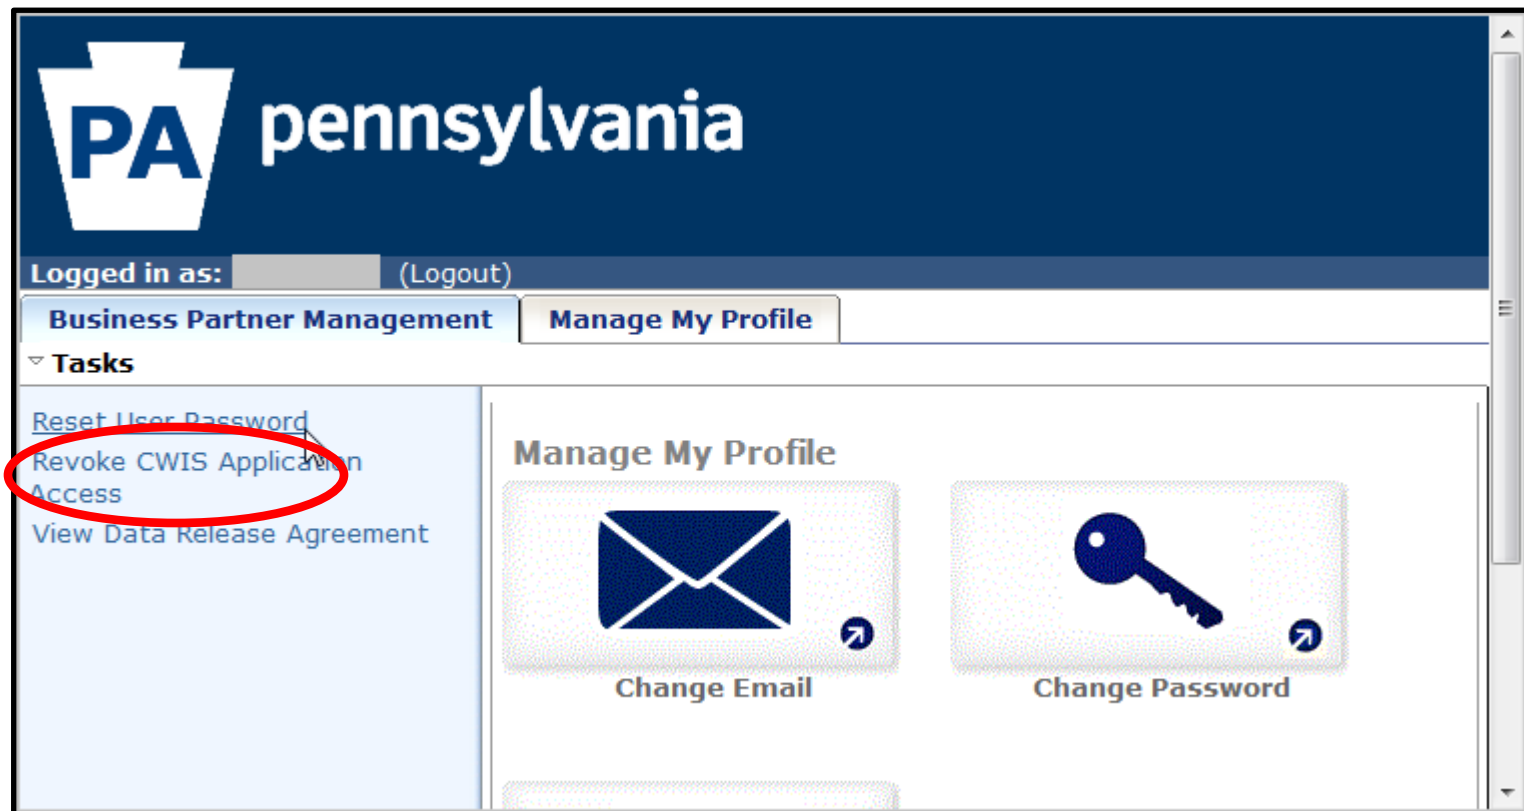 PA pennsylvania
Logged in as: (Logout)
Business Partner Management Manage My Profile
Tasks
Reset User Password
Revoke CWIS Application
Access
View Data Release Agreement
Manage My Profile
Change Email Change Password